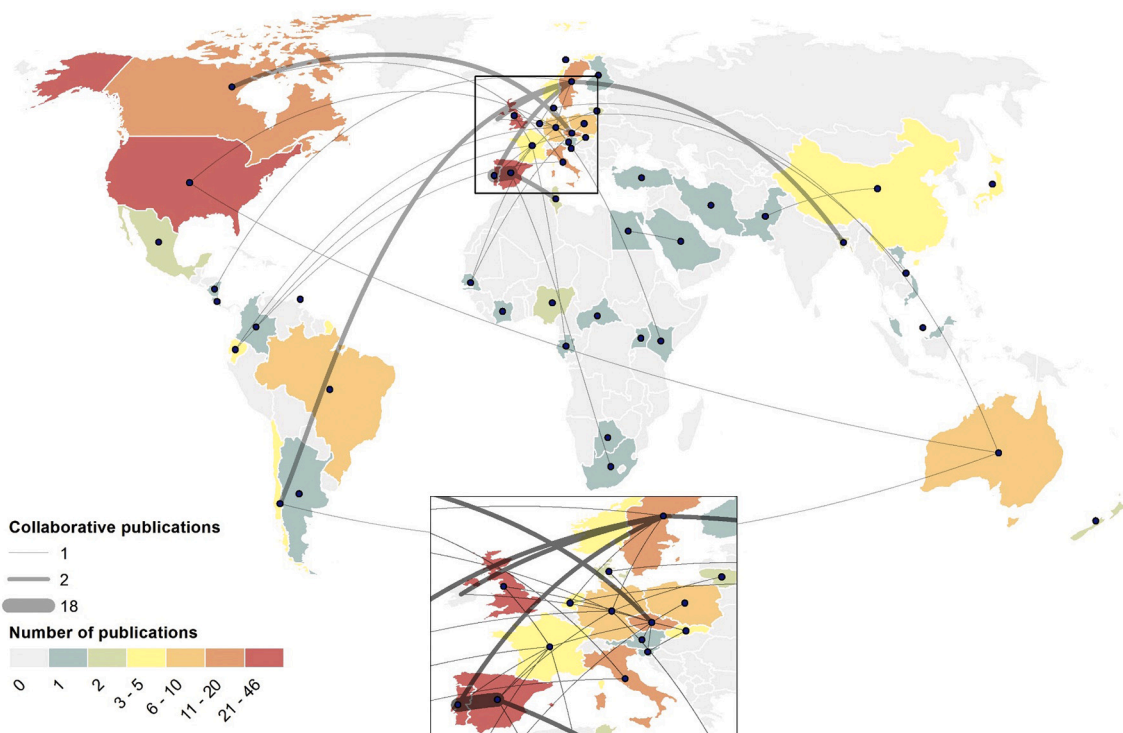 Collaborative publications
1
2
18
Number of publications
0
1
2
3 - 5
6 - 10
11 - 20
21 - 46